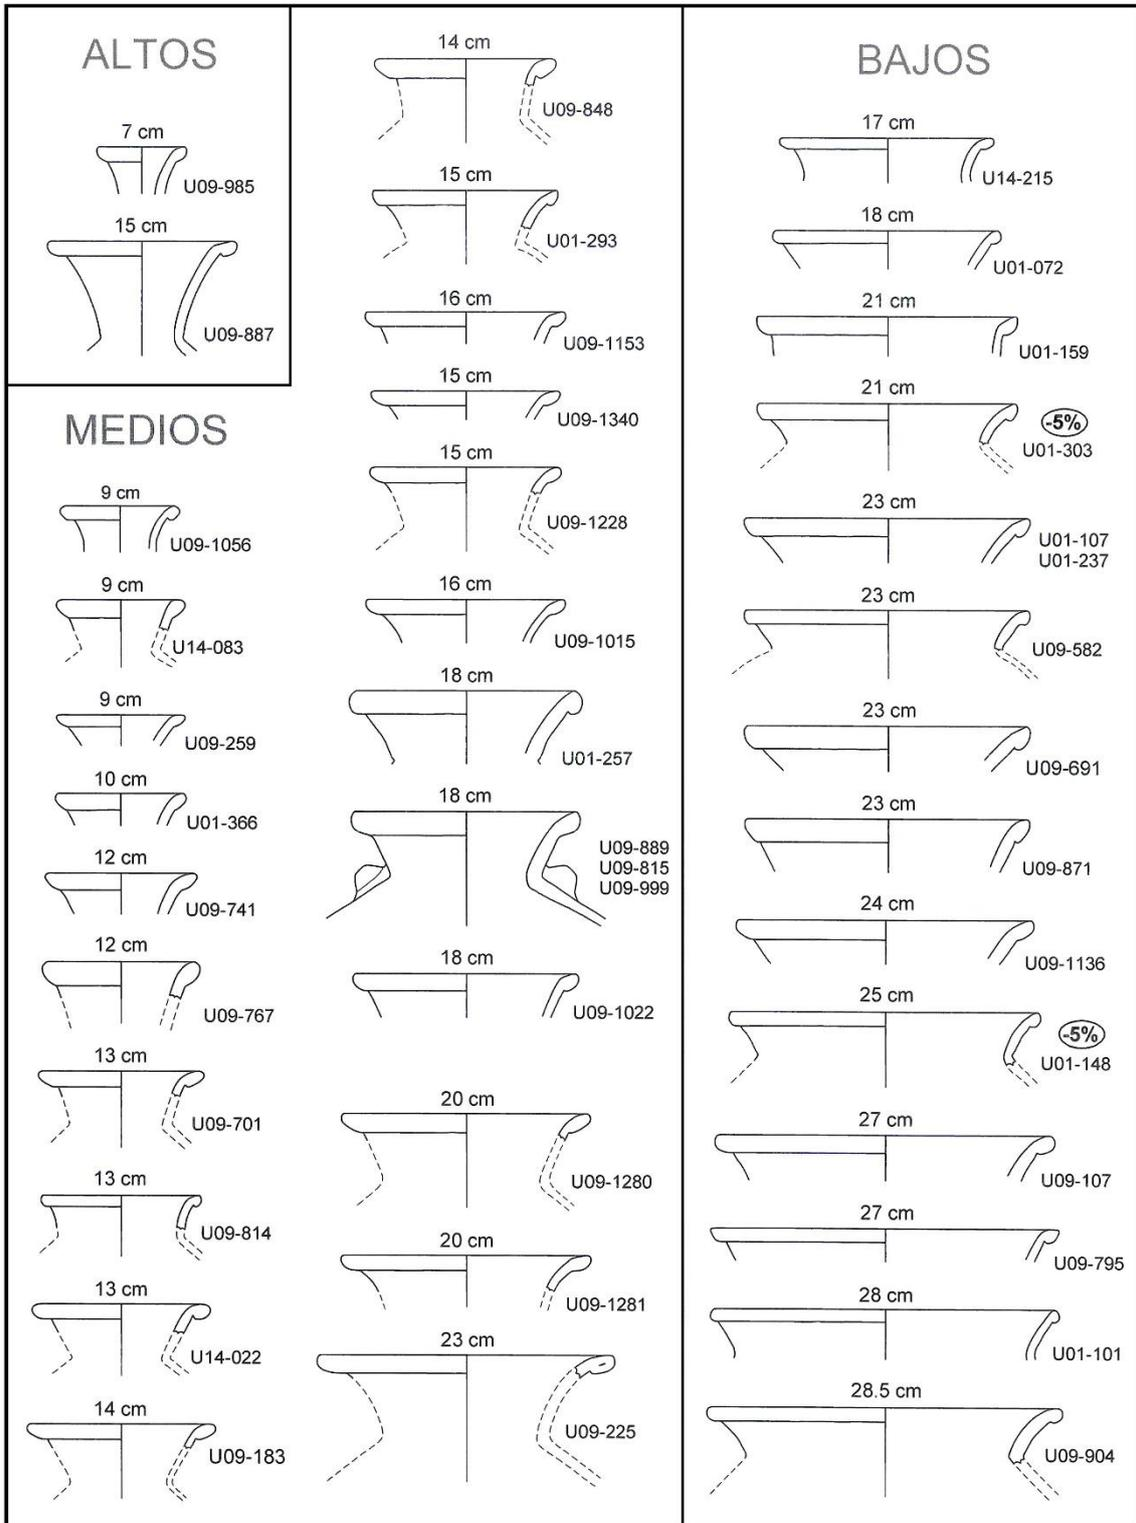 ALTOS
7 cm
U09-985
15 cm
U09-887
MEDIOS
9 cm
U09-1056
9 cm
U14-083
9 cm
U09-259
10 cm
U01-366
12 cm
U09-741
12 cm
U09-767
13 cm
U09-701
13 cm
U09-814
13 cm
U14-022
14 cm
U09-183
14 cm
U09-848
15 cm
U01-293
16 cm
U09-1153
15 cm
U09-1340
15 cm
U09-1228
16 cm
U09-1015
18 cm
U01-257
18 cm
U09-889
U09-815
U09-999
18 cm
U09-1022
20 cm
U09-1280
20 cm
U09-1281
23 cm
U09-225
BAJOS
17 cm
U14-215
18 cm
U01-072
21 cm
U01-159
21 cm
-5%
U01-303
23 cm
U01-107
U01-237
23 cm
U09-582
23 cm
U09-691
23 cm
U09-871
24 cm
U09-1136
25 cm
-5%
U01-148
27 cm
U09-107
27 cm
U09-795
28 cm
U01-101
28.5 cm
U09-904